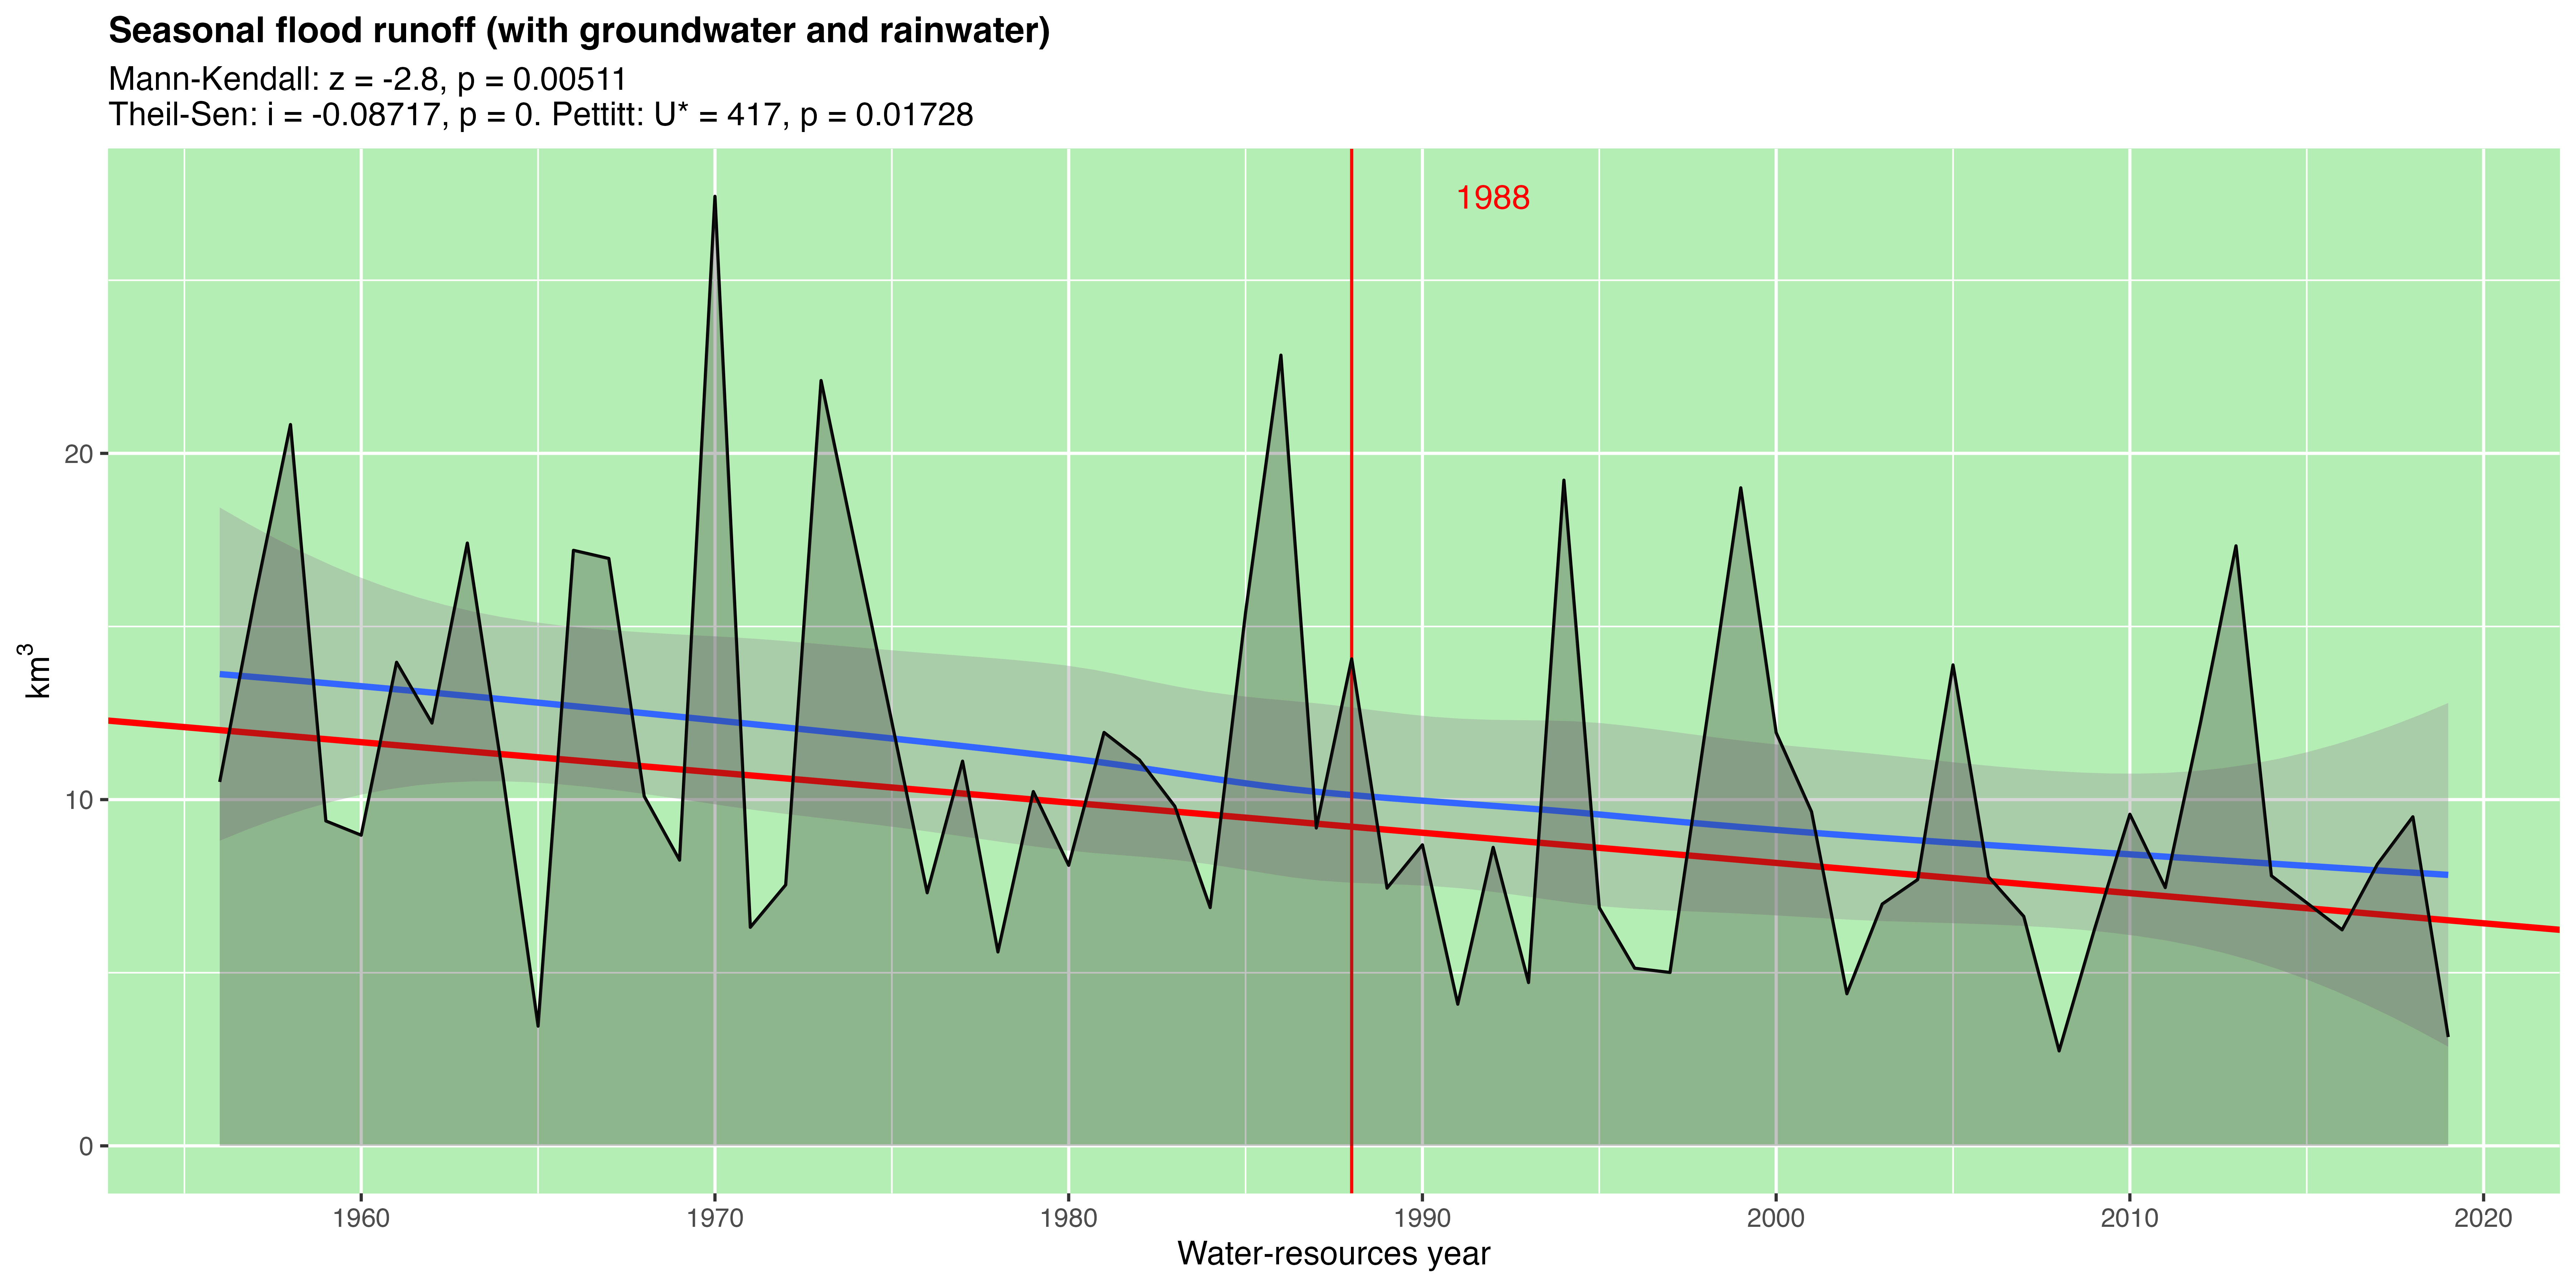 Seasonal flood runoff (with groundwater and rainwater)
Mann-Kendall: z = -2.8, p = 0.00511
Theil-Sen: i = -0.08717, p = 0. Pettitt: U* = 417, p = 0.01728
1988
20
10
0
km³
1960 1970 1980 1990 2000 2010 2020
Water-resources year